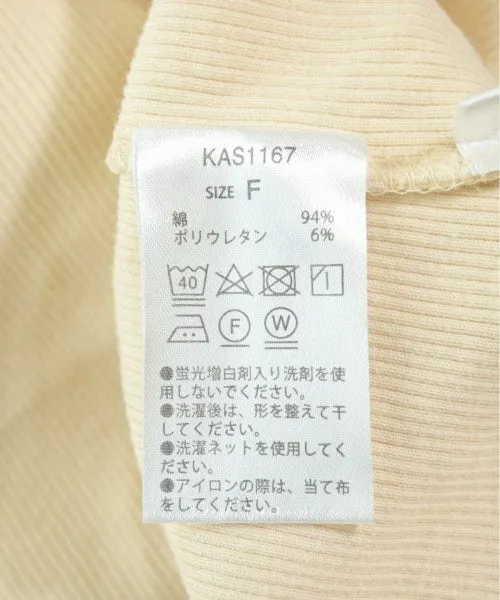 KAS1167
SIZE F
綿 94%
ポリウレタン 6%
40
F W
●蛍光増白剤入り洗剤を使
用しないでください。
●洗濯後は、形を整えて干
してください。
●洗濯ネットを使用してく
ださい。
●アイロンの際は、当て布
をしてください。